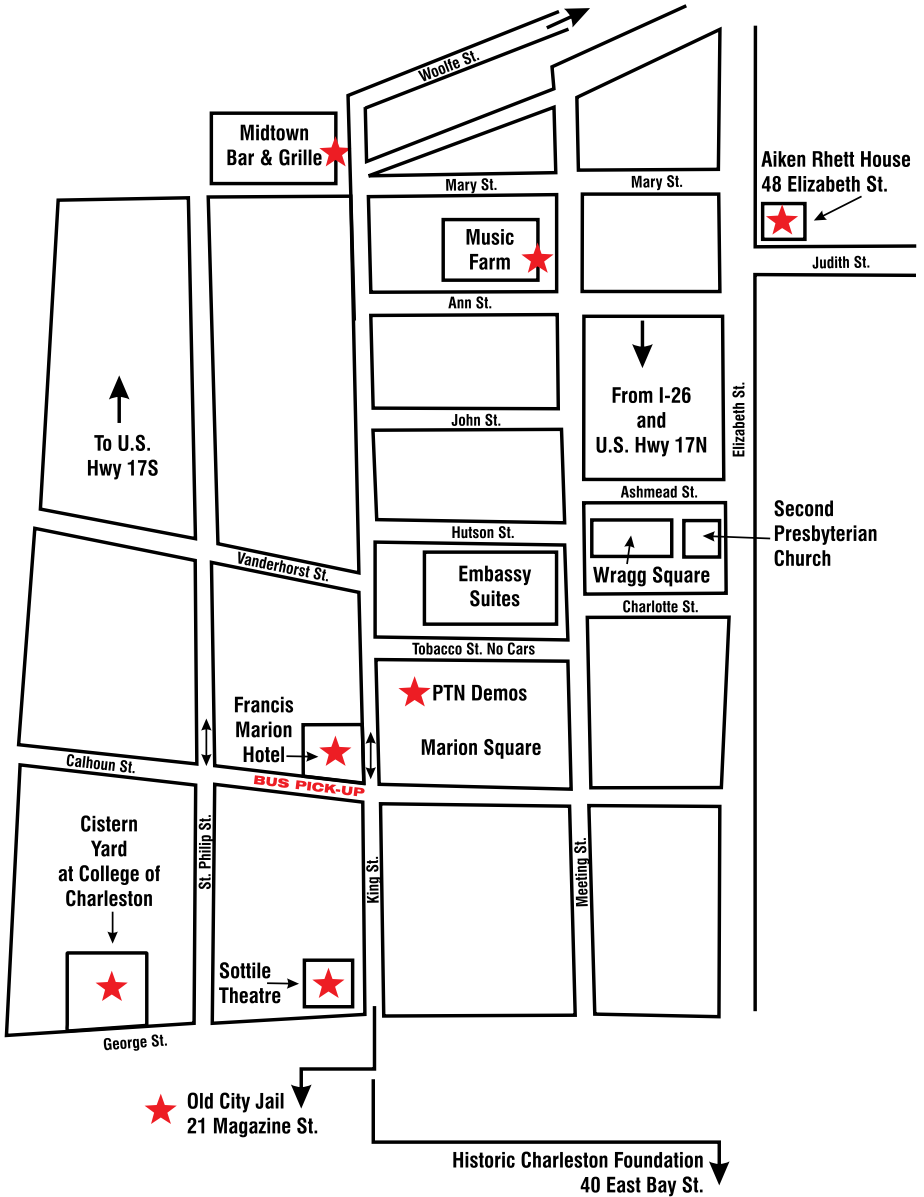 Woolfe St.
Midtown
Bar & Grille
Mary St.
Mary St.
Aiken Rhett House
48 Elizabeth St.
Music
Farm
Judith St.
Ann St.
To U.S.
Hwy 17S
From I-26
and
U.S. Hwy 17N
Elizabeth St.
John St.
Ashmead St.
Hutson St.
Second
Presbyterian
Church
Vanderhorst St.
Embassy
Suites
Wragg Square
Charlotte St.
Tobacco St. No Cars
PTN Demos
Francis
Marion
Hotel
Marion Square
Calhoun St.
BUS PICK-UP
Cistern
Yard
at College of
Charleston
St. Philip St.
King St.
Meeting St.
Sottile
Theatre
George St.
Old City Jail
21 Magazine St.
Historic Charleston Foundation
40 East Bay St.